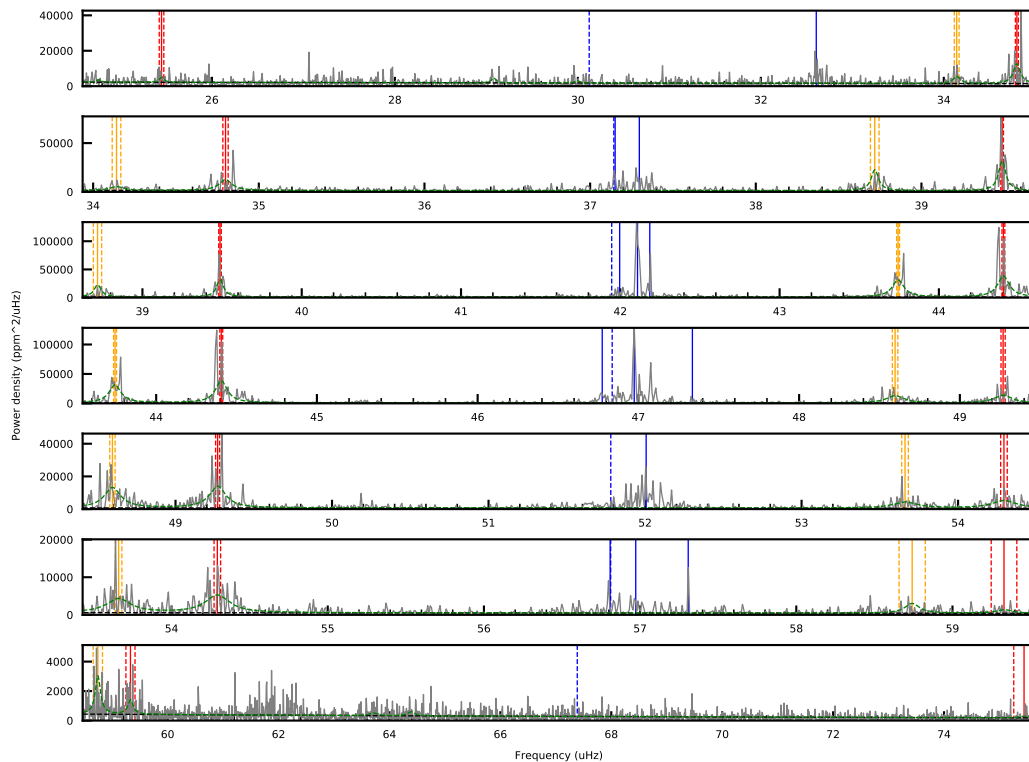 40000
20000
0
26 28 30 32 34
50000
0
34 35 36 37 38 39
100000
50000
0
39 40 41 42 43 44
100000
50000
0
44 45 46 47 48 49
40000
20000
0
49 50 51 52 53 54
20000
10000
0
54 55 56 57 58 59
4000
2000
0
60 62 64 66 68 70 72 74
Power density (ppm^2/uHz)
Frequency (uHz)